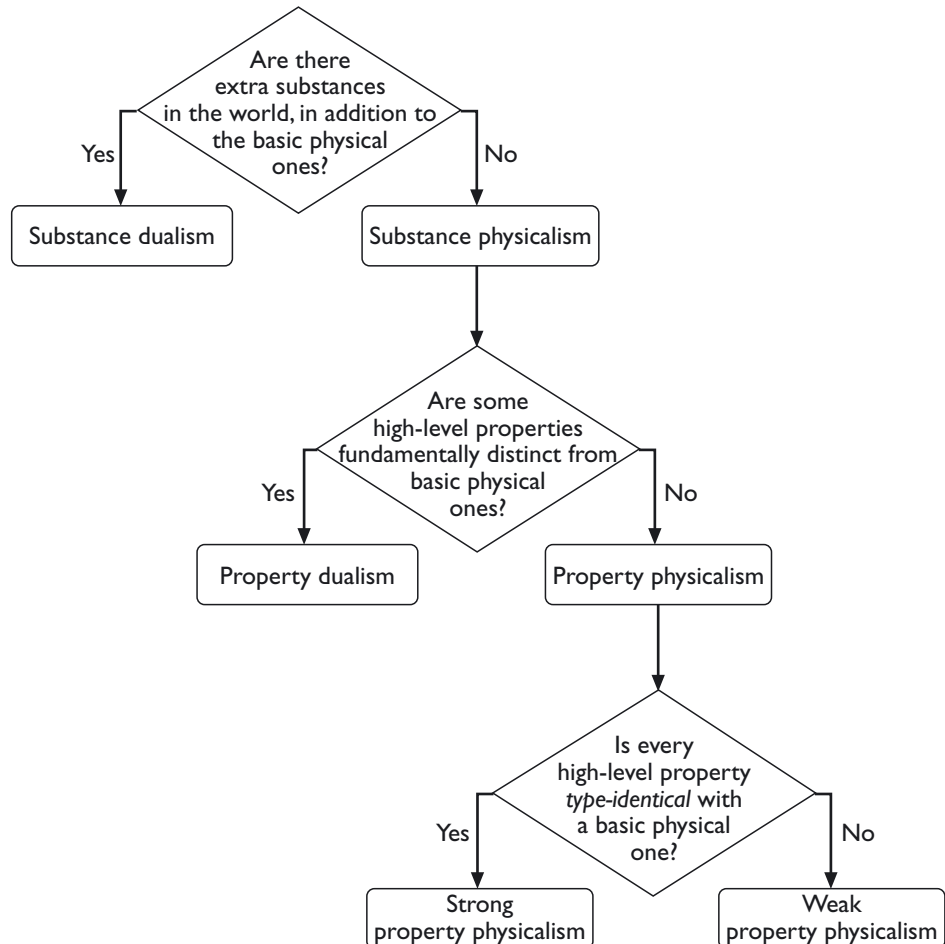 Are there
extra substances
in the world, in addition to
the basic physical
ones?
Yes
No
Substance dualism
Substance physicalism
Are some
high-level properties
fundamentally distinct from
basic physical
ones?
Yes
No
Property dualism
Property physicalism
Is every
high-level property
type-identical with
a basic physical
one?
Yes
No
Strong
property physicalism
Weak
property physicalism